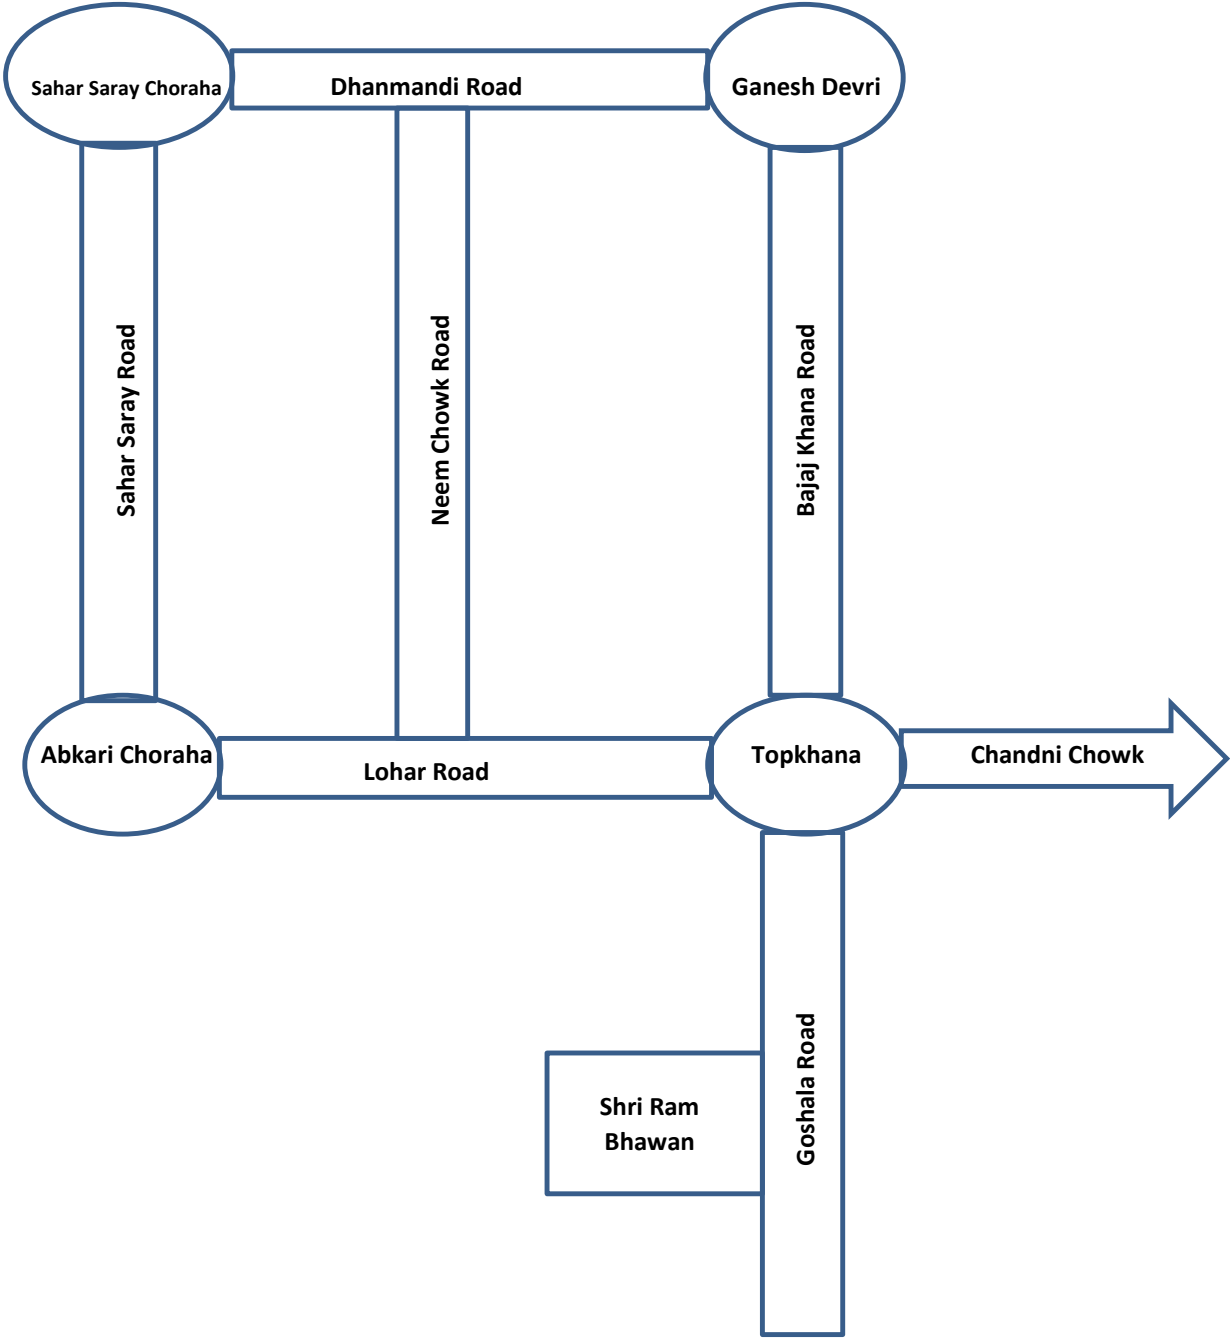 Sahar Saray Choraha
Dhanmandi Road
Ganesh Devri
Sahar Saray Road
Neem Chowk Road
Bajaj Khana Road
Abkari Choraha
Lohar Road
Topkhana
Chandni Chowk
Goshala Road
Shri Ram
Bhawan